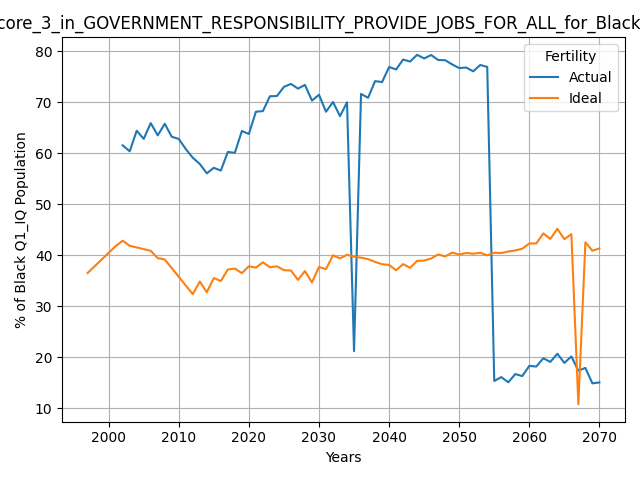 core_3_in_GOVERNMENT_RESPONSIBILITY_PROVIDE_JOBS_FOR_ALL_for_Black
Fertility
Actual
Ideal
% of Black Q1_IQ Population
80
70
60
50
40
30
20
10
2000 2010 2020 2030 2040 2050 2060 2070
Years